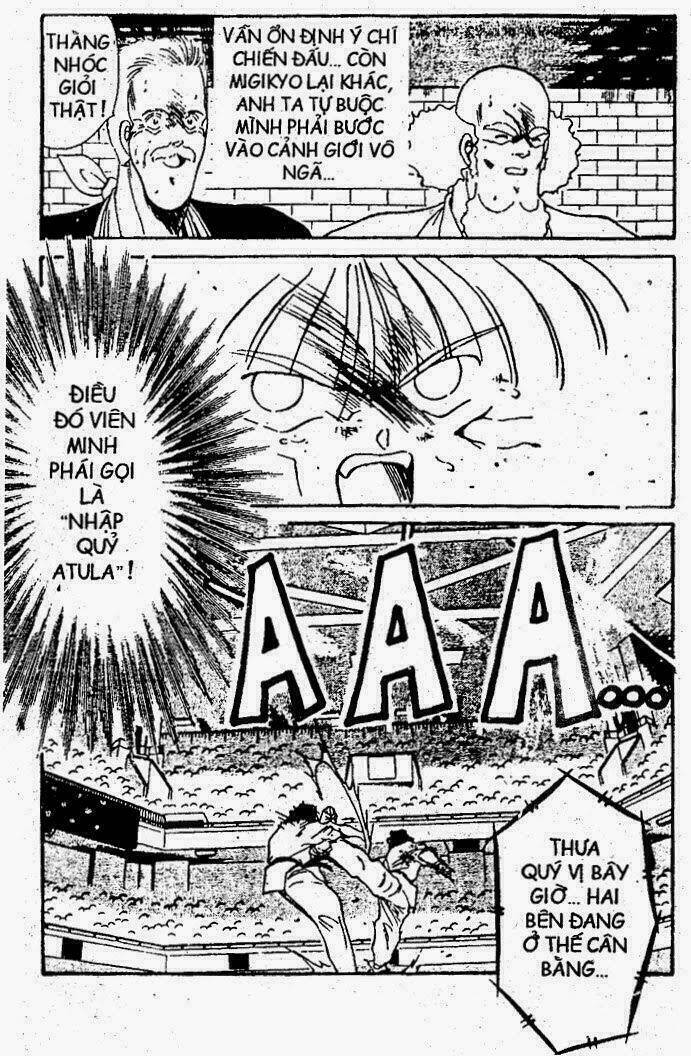 THẰNG
NHÓC
GIỎI
THẬT!
VẪN ỔN ĐỊNH Ý CHÍ
CHIẾN ĐẤU... CÒN
MIGIKYO LẠI KHÁC,
ANH TA TỰ BUỘC
MÌNH PHẢI BƯỚC
VÀO CẢNH GIỚI VÔ
NGÃ...
ĐIỀU
ĐÓ VIÊN
MINH
PHÁI GỌI
LÀ
"NHẬP
QUỶ
ATULA"!
AAA...
THƯA
QUÝ VỊ BÂY
GIỜ... HAI
BÊN ĐANG
Ở THẾ CÂN
BẰNG...